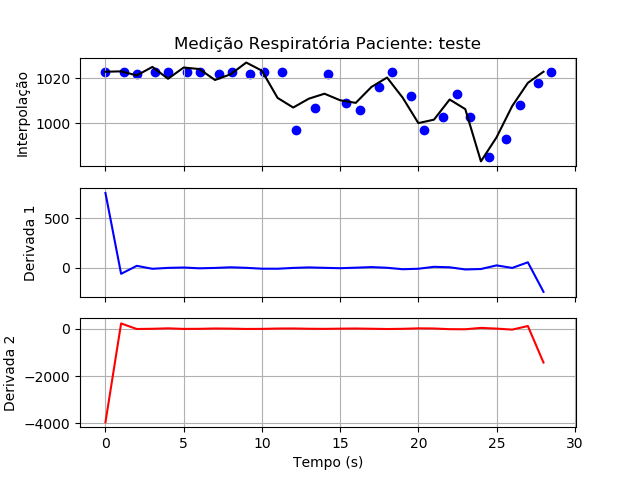 Medição Respiratória Paciente: teste
Interpolação
1020
1000
Derivada 1
500
0
Derivada 2
0
−2000
−4000
0 5 10 15 20 25 30
Tempo (s)